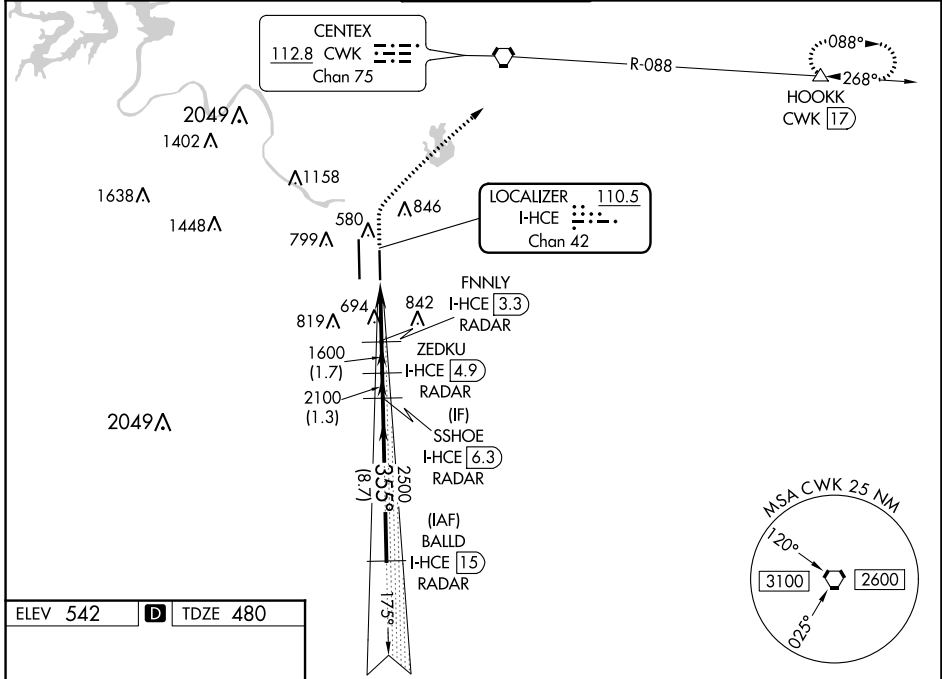 CENTEX
112.8 CWK
Chan 75
R-088
088°
268°
HOOKK
CWK 17
2049
1402
1158
1638
1448
846
580
799
LOCALIZER 110.5
I-HCE
Chan 42
FNNLY
I-HCE 3.3
RADAR
694
842
819
1600
(1.7)
ZEDKU
I-HCE 4.9
RADAR
2100
(1.3)
(IF)
SSHOE
I-HCE 6.3
RADAR
2049
2500
355°
(8.7)
(IAF)
BALLD
I-HCE 15
RADAR
175°
MSA CWK 25 NM
120°
3100
2600
025°
ELEV 542 D TDZE 480